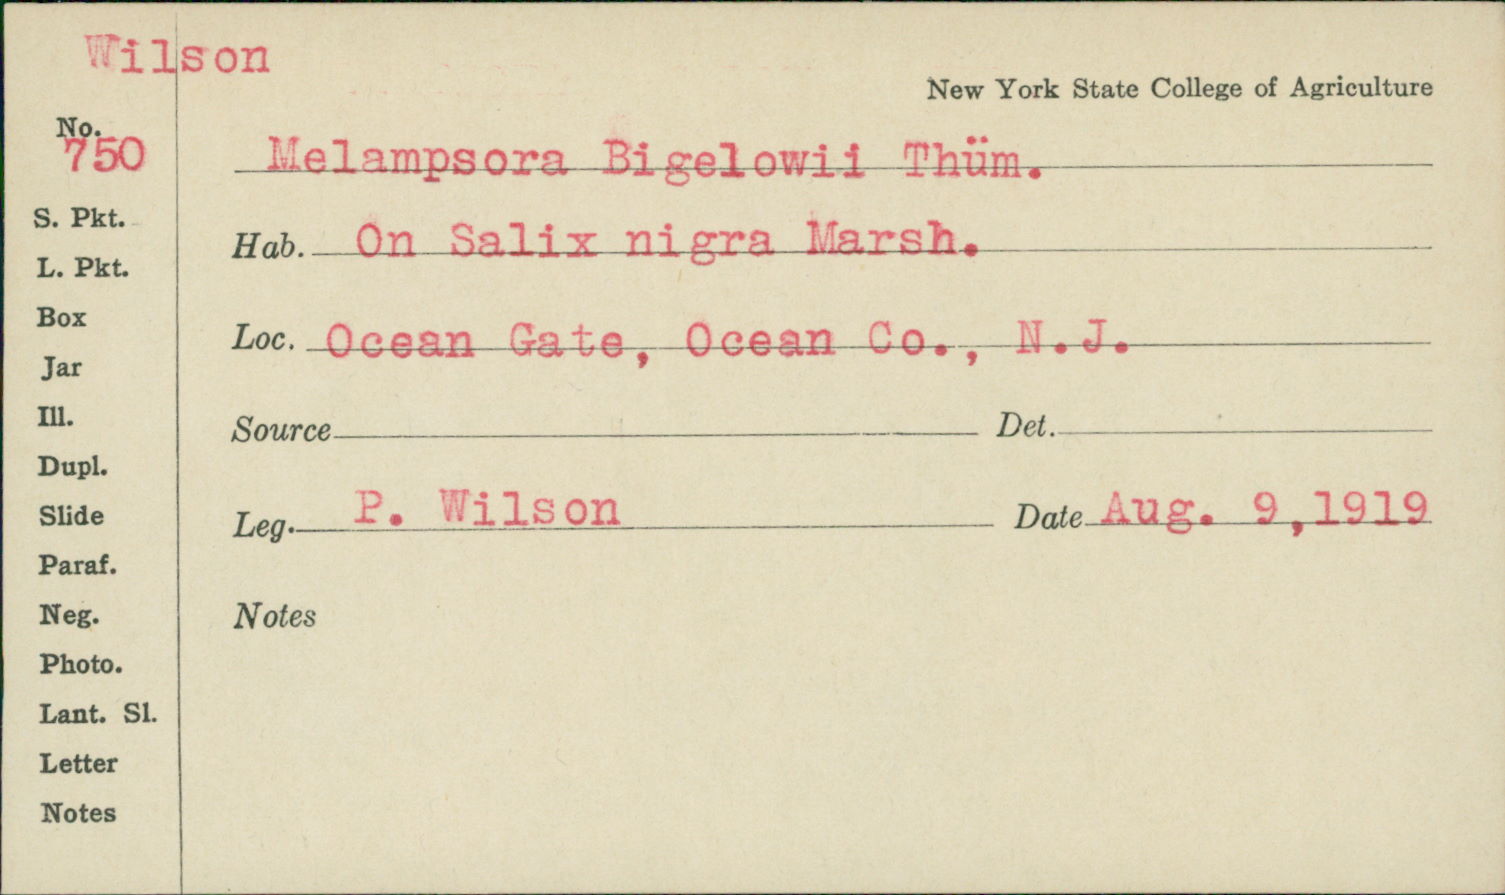 Wilson
New York State College of Agriculture
No.
750
Melampsora Bigelowii Thüm.
S. Pkt.
Hab. On Salix nigra Marsh.
L. Pkt.
Box
Loc. Ocean Gate, Ocean Co., N.J.
Jar
Ill.
Source Det.
Dupl.
Slide
Leg. P. Wilson Date Aug. 9,1919
Paraf.
Neg.
Notes
Photo.
Lant. Sl.
Letter
Notes